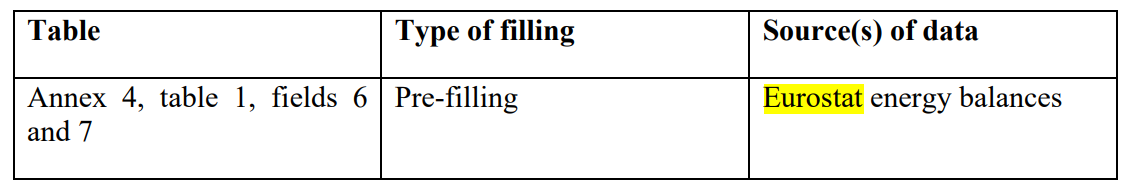 Table
Type of filling
Source(s) of data
Annex 4, table 1, fields 6
and 7
Pre-filling
Eurostat energy balances